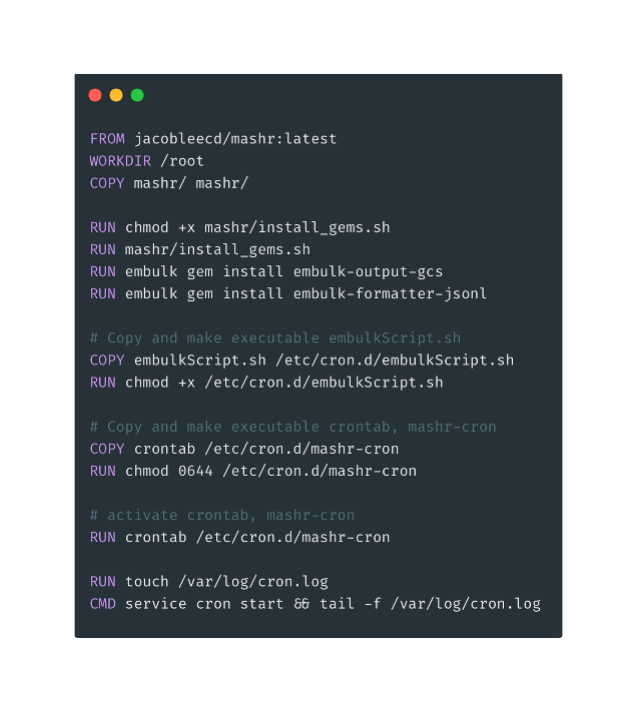 FROM jacobleecd/mashr:latest
WORKDIR /root
COPY mashr/ mashr/
RUN chmod +x mashr/install_gems.sh
RUN mashr/install_gems.sh
RUN embulk gem install embulk-output-gcs
RUN embulk gem install embulk-formatter-jsonl
# Copy and make executable embulkScript.sh
COPY embulkScript.sh /etc/cron.d/embulkScript.sh
RUN chmod +x /etc/cron.d/embulkScript.sh
# Copy and make executable crontab, mashr-cron
COPY crontab /etc/cron.d/mashr-cron
RUN chmod 0644 /etc/cron.d/mashr-cron
# activate crontab, mashr-cron
RUN crontab /etc/cron.d/mashr-cron
RUN touch /var/log/cron.log
CMD service cron start && tail -f /var/log/cron.log